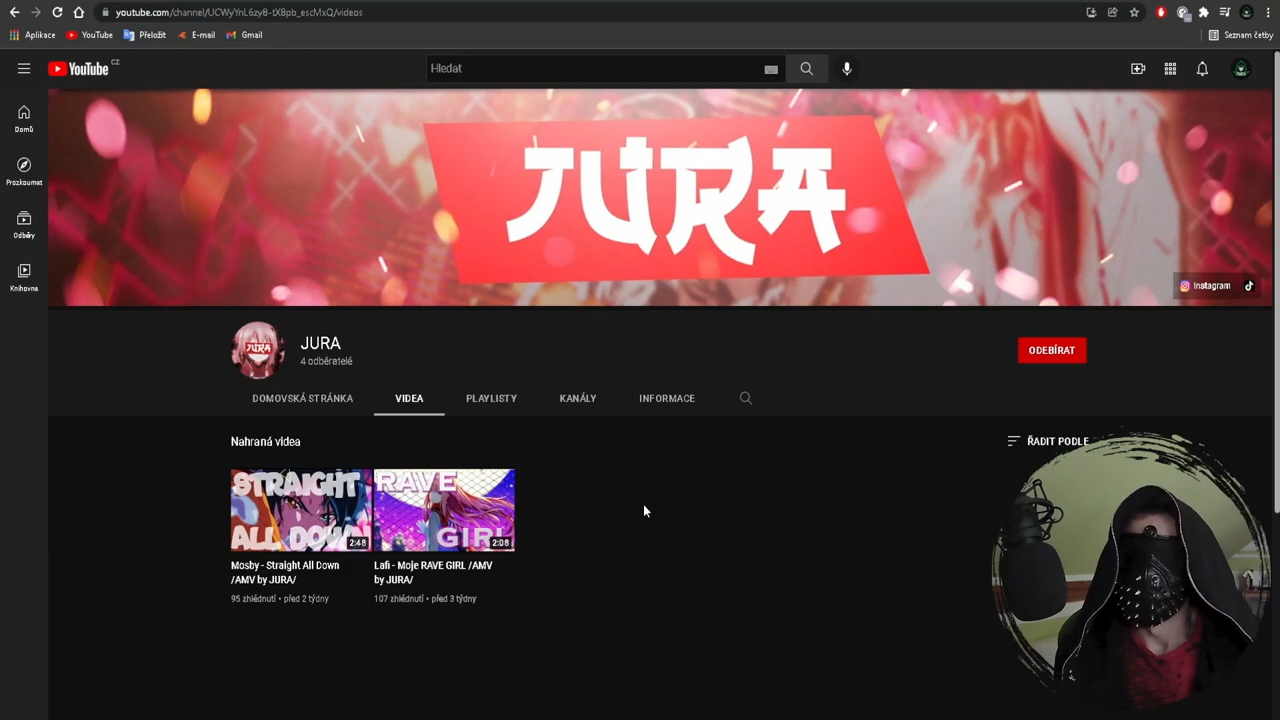 youtube.com/channel/UCWyYnL6zy8-tX8pb_escMxQ/videos
Aplikace
YouTube
Přeložit
E-mail
Gmail
Seznam četby
YouTube CZ
Hledat
Domů
Prozkoumat
Odběry
Knihovna
JURA
Instagram
JURA
JURA
4 odběratelé
ODEBÍRAT
DOMOVSKÁ STRÁNKA
VIDEA
PLAYLISTY
KANÁLY
INFORMACE
Nahraná videa
ŘADIT PODLE
STRAIGHT
ALL DOWN
2:48
RAVE
GIRL
2:08
Mosby - Straight All Down
/AMV by JURA/
95 zhlédnutí • před 2 týdny
Lafi - Moje RAVE GIRL /AMV
by JURA/
107 zhlédnutí • před 3 týdny